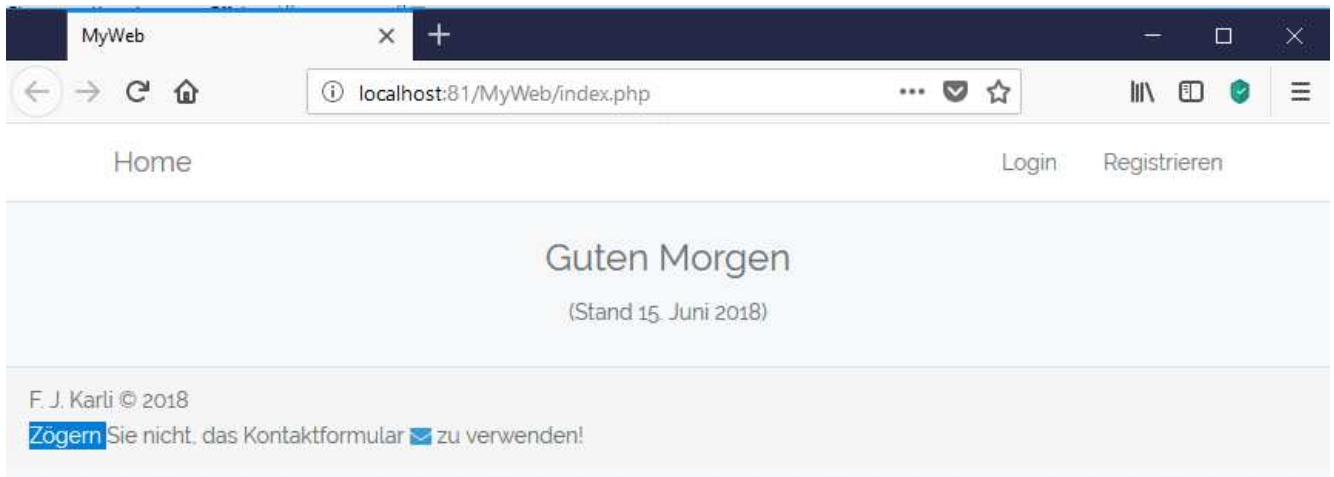 MyWeb
localhost:81/MyWeb/index.php
Home Login Registrieren
Guten Morgen
(Stand 15. Juni 2018)
F. J. Karli © 2018
Zögern Sie nicht, das Kontaktformular zu verwenden!